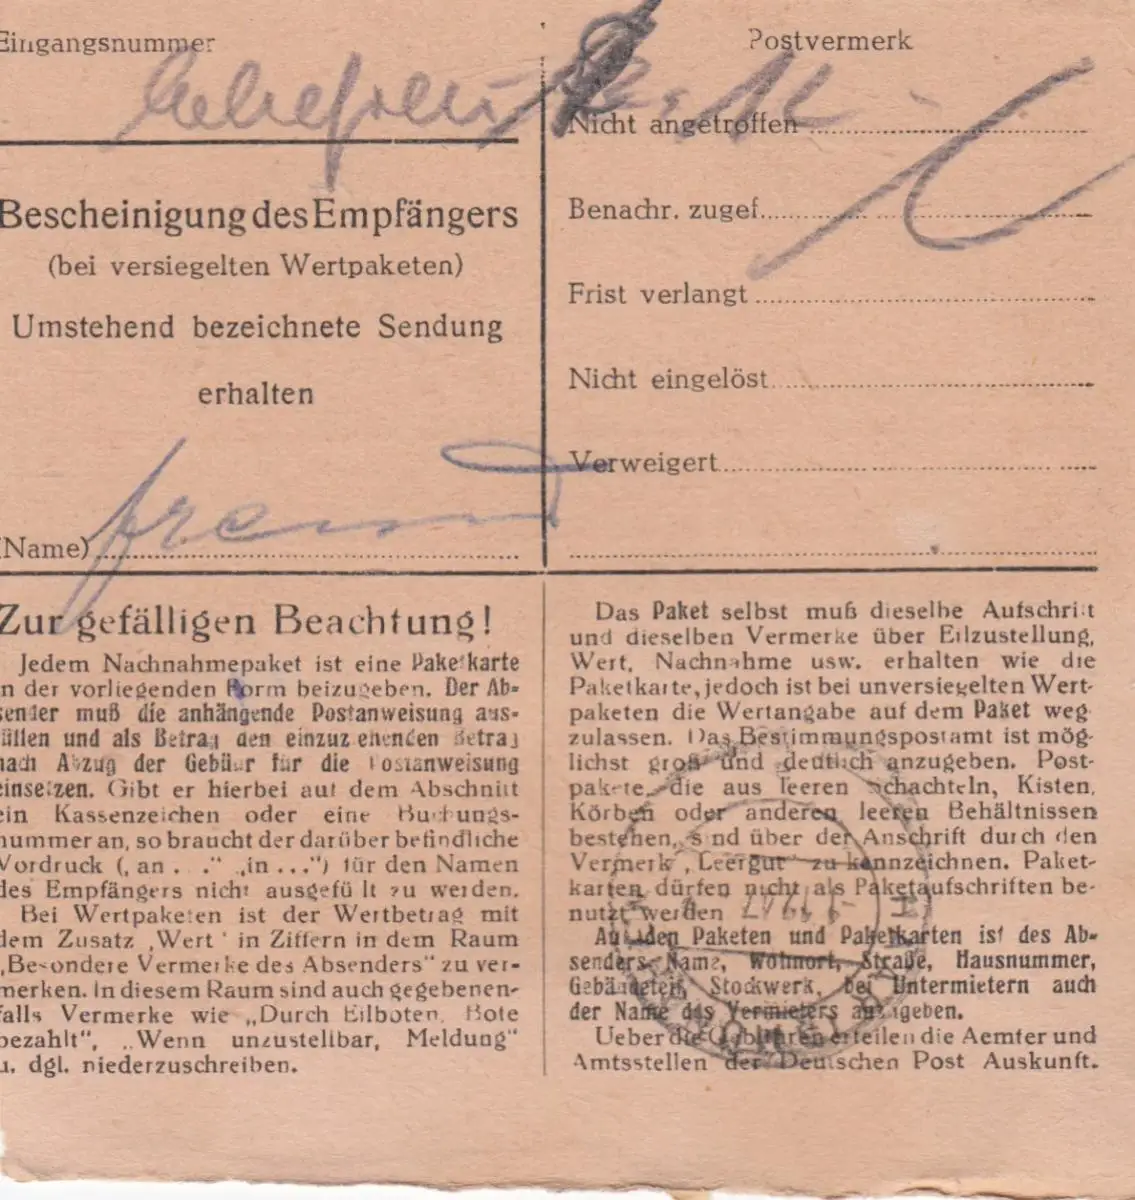 Eingangsnummer
Bescheinigung des Empfängers
(bei versiegelten Wertpaketen)
Umstehend bezeichnete Sendung
erhalten
(Name)
Postvermerk
Nicht angetroffen
Benachr. zugef.
Frist verlangt
Nicht eingelöst
Verweigert
Zur gefälligen Beachtung!
Jedem Nachnahmepaket ist eine Paketkarte
in der vorliegenden Form beizugeben. Der Ab-
sender muß die anhängende Postanweisung aus-
füllen und als Betrag den einzuziehenden Betrag
nach Abzug der Gebühr für die Postanweisung
einsetzen. Gibt er hierbei auf dem Abschnitt
ein Kassenzeichen oder eine Buchungs-
nummer an, so braucht der darüber befindliche
Vordruck („an . .“ „in ...“) für den Namen
des Empfängers nicht ausgefüllt zu werden.
Bei Wertpaketen ist der Wertbetrag mit
dem Zusatz „Wert“ in Ziffern in dem Raum
„Besondere Vermerke des Absenders“ zu ver-
merken. In diesem Raum sind auch gegebenen-
falls Vermerke wie „Durch Eilboten, Bote
bezahlt“, „Wenn unzustellbar, Meldung“
u. dgl. niederzuschreiben.
Das Paket selbst muß dieselbe Aufschrift
und dieselben Vermerke über Eilzustellung,
Wert, Nachnahme usw. erhalten wie die
Paketkarte, jedoch ist bei unversiegelten Wert-
paketen die Wertangabe auf dem Paket weg
zulassen. Das Bestimmungspostamt ist mög-
lichst groß und deutlich anzugeben. Post-
pakete, die aus leeren Schachteln, Kisten,
Körben oder anderen leeren Behältnissen
bestehen, sind über der Anschrift durch den
Vermerk „Leergut“ zu kennzeichnen. Paket-
karten dürfen nicht als Paketaufschriften be-
nutzt werden
Auf den Paketen und Paketkarten ist des Ab-
senders Name, Wohnort, Straße, Hausnummer,
Gebäudeteil, Stockwerk, bei Untermietern auch
der Name des Vermieters anzugeben.
Ueber die Gebühren erteilen die Aemter und
Amtsstellen der Deutschen Post Auskunft.